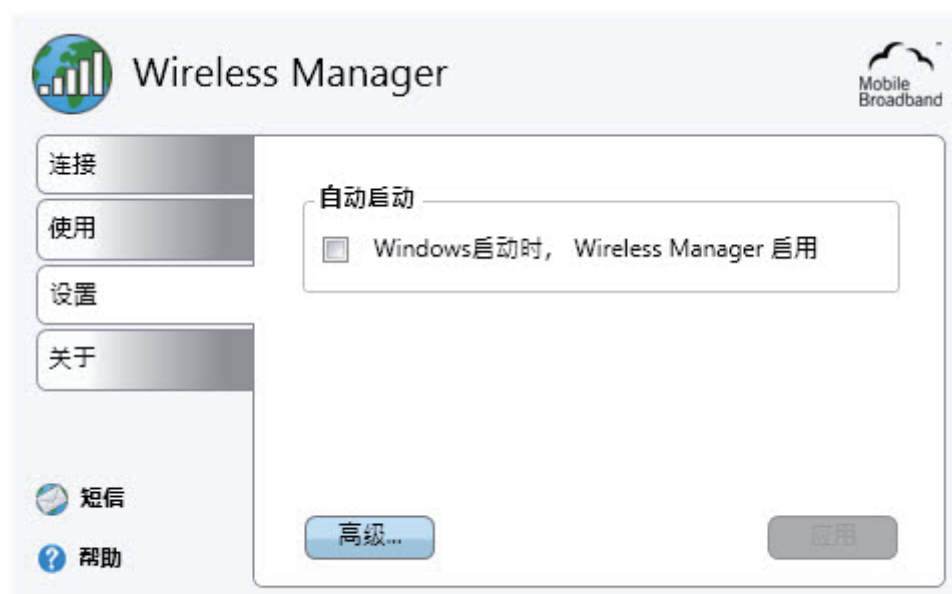 Wireless Manager
Mobile
Broadband
连接
使用
设置
关于
自动启动
Windows启动时， Wireless Manager 启用
短信
帮助
高级...
应用